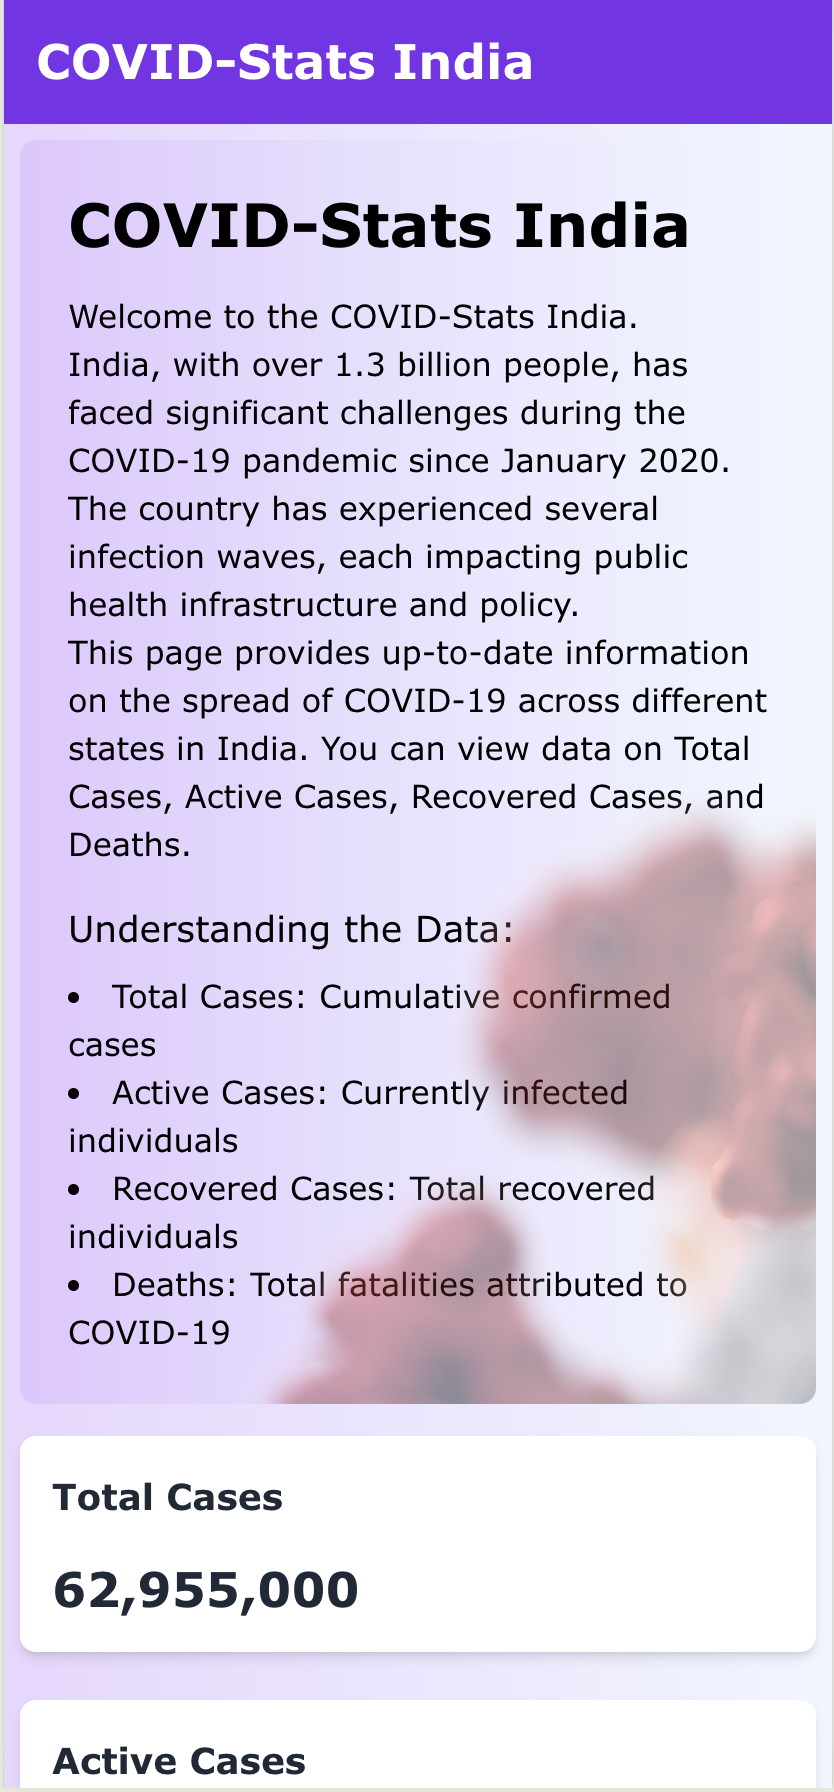 COVID-Stats India
COVID-Stats India
Welcome to the COVID-Stats India.
India, with over 1.3 billion people, has
faced significant challenges during the
COVID-19 pandemic since January 2020.
The country has experienced several
infection waves, each impacting public
health infrastructure and policy.
This page provides up-to-date information
on the spread of COVID-19 across different
states in India. You can view data on Total
Cases, Active Cases, Recovered Cases, and
Deaths.
Understanding the Data:
• Total Cases: Cumulative confirmed
cases
• Active Cases: Currently infected
individuals
• Recovered Cases: Total recovered
individuals
• Deaths: Total fatalities attributed to
COVID-19
Total Cases
62,955,000
Active Cases